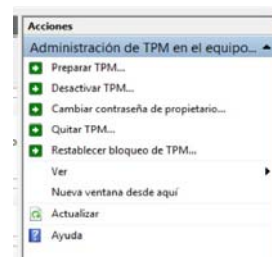 Acciones
Administración de TPM en el equipo...
Preparar TPM...
Desactivar TPM...
Cambiar contraseña de propietario...
Quitar TPM...
Restablecer bloqueo de TPM...
Ver
Nueva ventana desde aquí
Actualizar
Ayuda